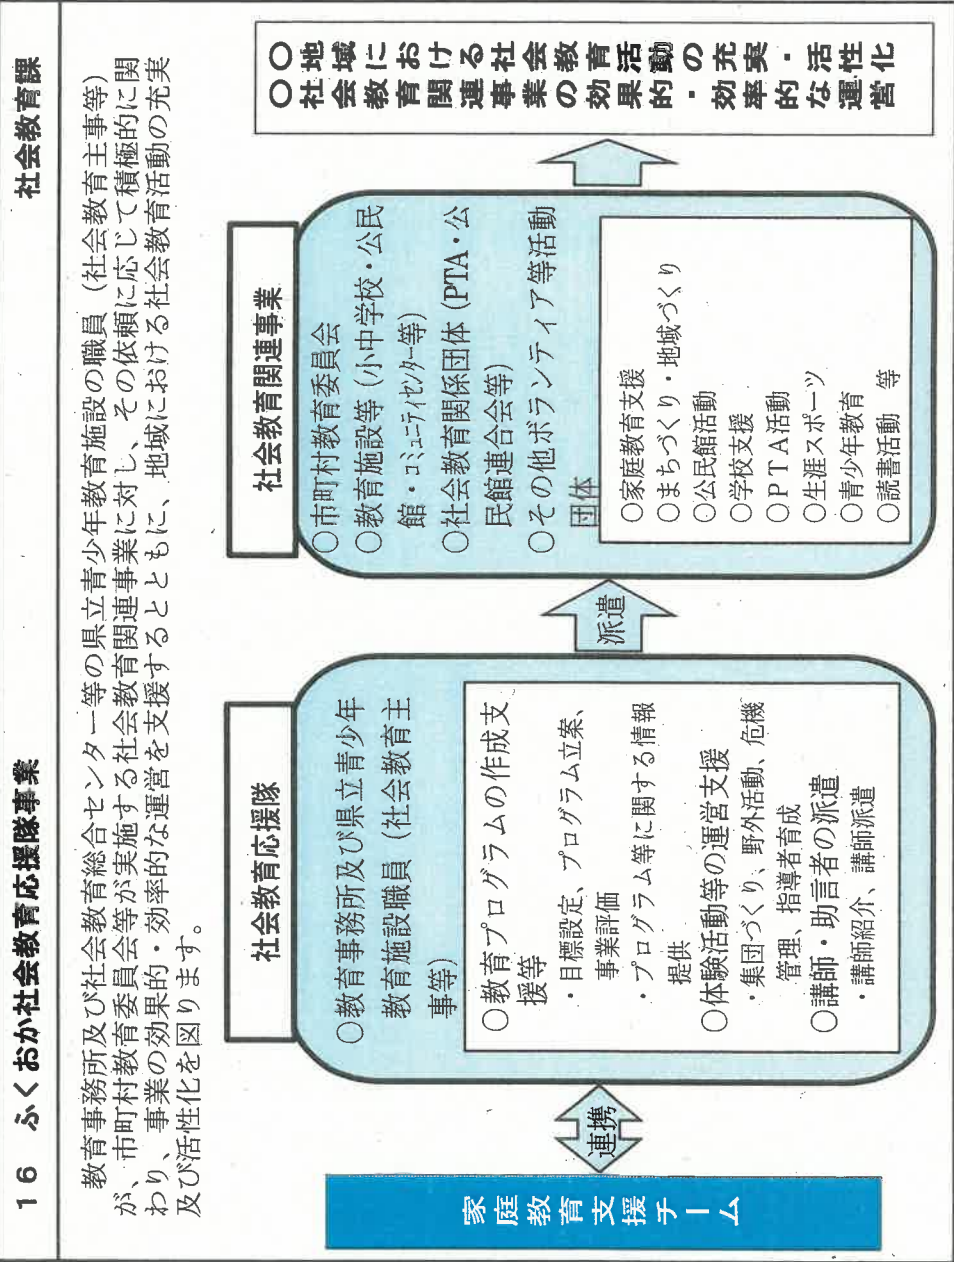 16 ふくおか社会教育応援隊事業 社会教育課
教育事務所及び社会教育総合センター等の県立青少年教育施設の職員（社会教育主事等）
が、市町村教育委員会等が実施する社会教育関連事業に対し、その依頼に応じて積極的に関
わり、事業の効果的・効率的な運営を支援するとともに、地域における社会教育活動の充実
及び活性化を図ります。
家庭教育支援チーム
連携
社会教育応援隊
○教育事務所及び県立青少年
教育施設職員（社会教育主
事等）
○教育プログラムの作成支
援等
・目標設定、プログラム立案、
事業評価
・プログラム等に関する情報
提供
○体験活動等の運営支援
・集団づくり、野外活動、危機
管理、指導者育成
○講師・助言者の派遣
・講師紹介、講師派遣
派遣
社会教育関連事業
○市町村教育委員会
○教育施設等（小中学校・公民
館・コミュニティセンター等）
○社会教育関係団体（PTA・公
民館連合会等）
○その他ボランティア等活動
団体
○家庭教育支援
○まちづくり・地域づくり
○公民館活動
○学校支援
○ＰＴＡ活動
○生涯スポーツ
○青少年教育
○読書活動 等
○地域における社会教育活動の充実・活性化
○社会教育関連事業の効果的・効率的な運営